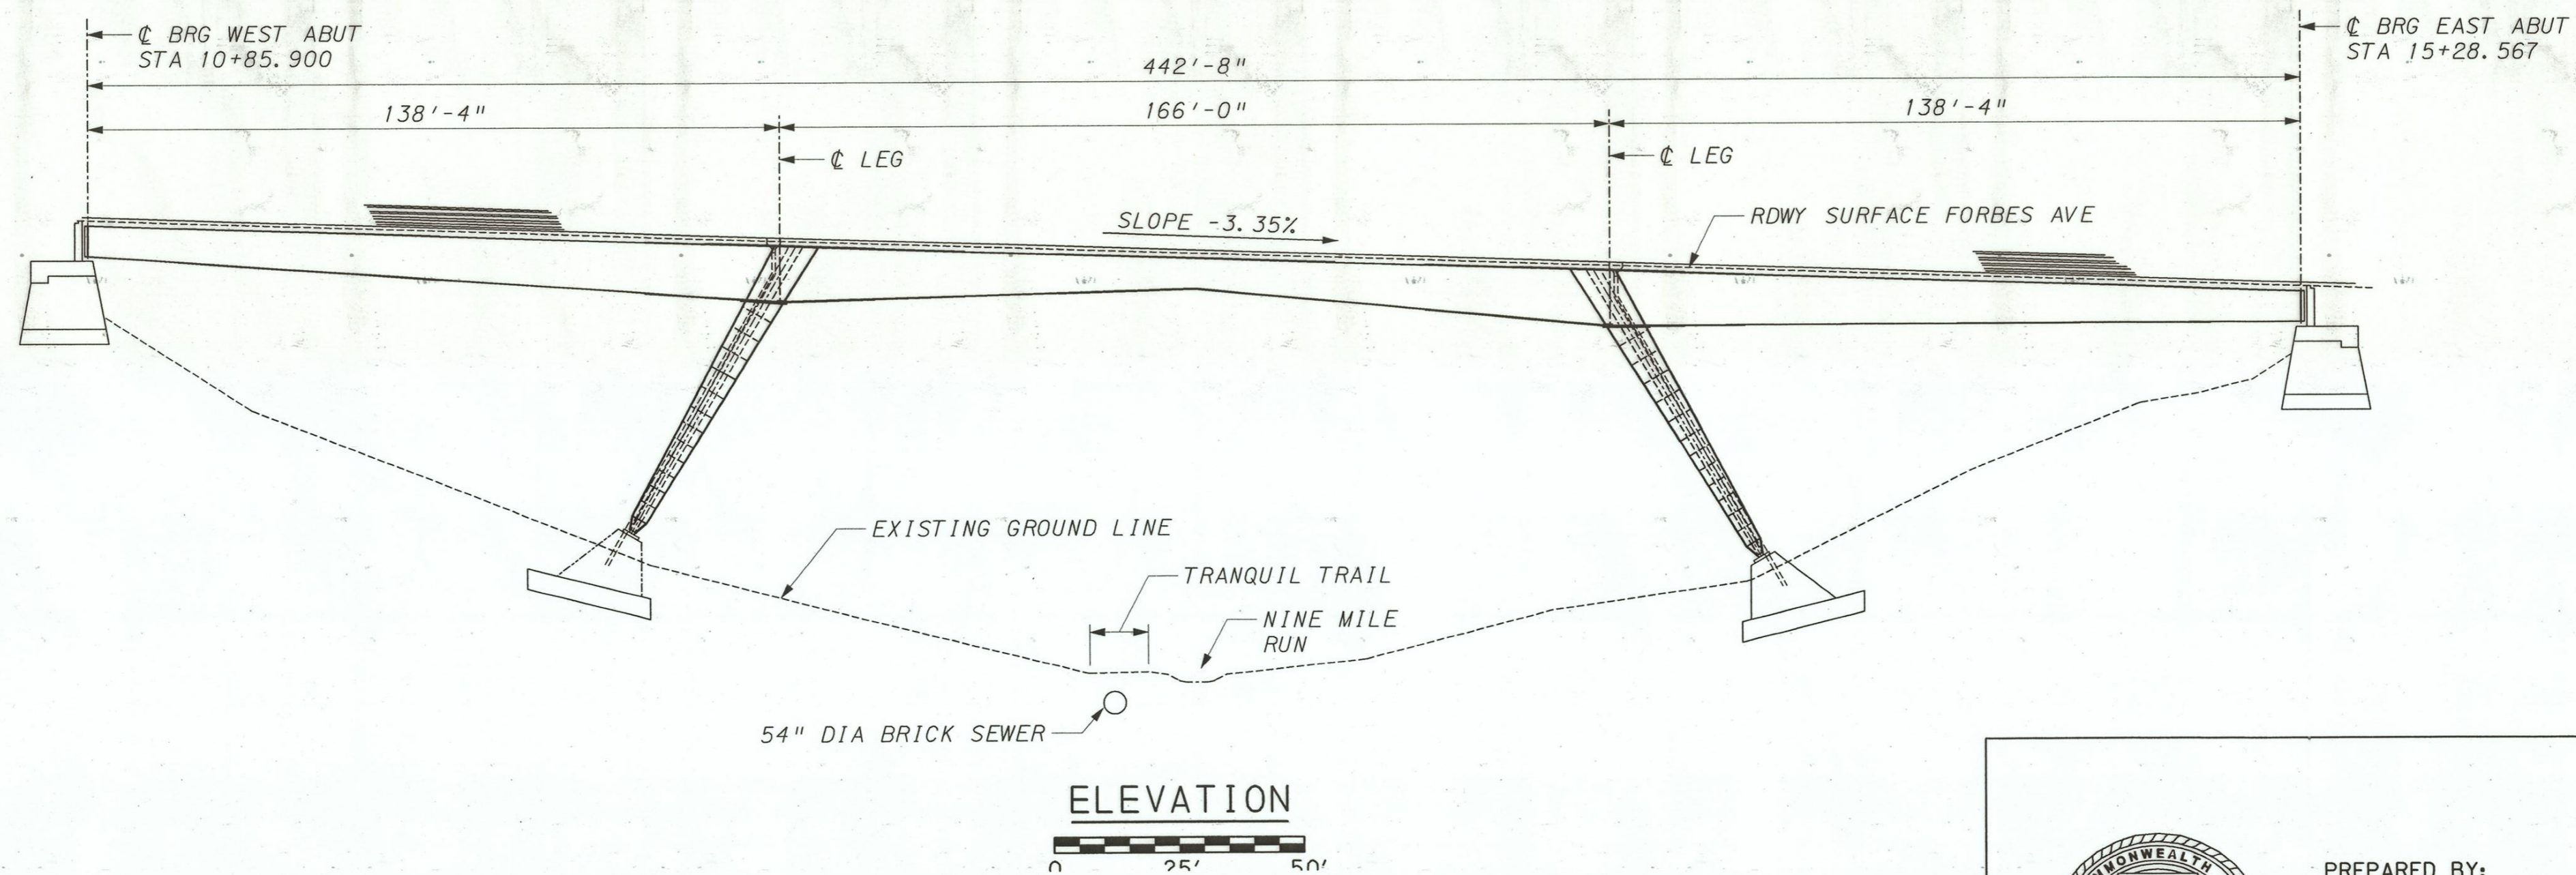 ℄ BRG WEST ABUT
STA 10+85.900
℄ BRG EAST ABUT
STA 15+28.567
442'-8"
138'-4"
166'-0"
138'-4"
℄ LEG
℄ LEG
SLOPE -3.35%
RDWY SURFACE FORBES AVE
EXISTING GROUND LINE
TRANQUIL TRAIL
NINE MILE
RUN
54" DIA BRICK SEWER
ELEVATION
0 25' 50'
MONWEALTH
PREPARED BY: